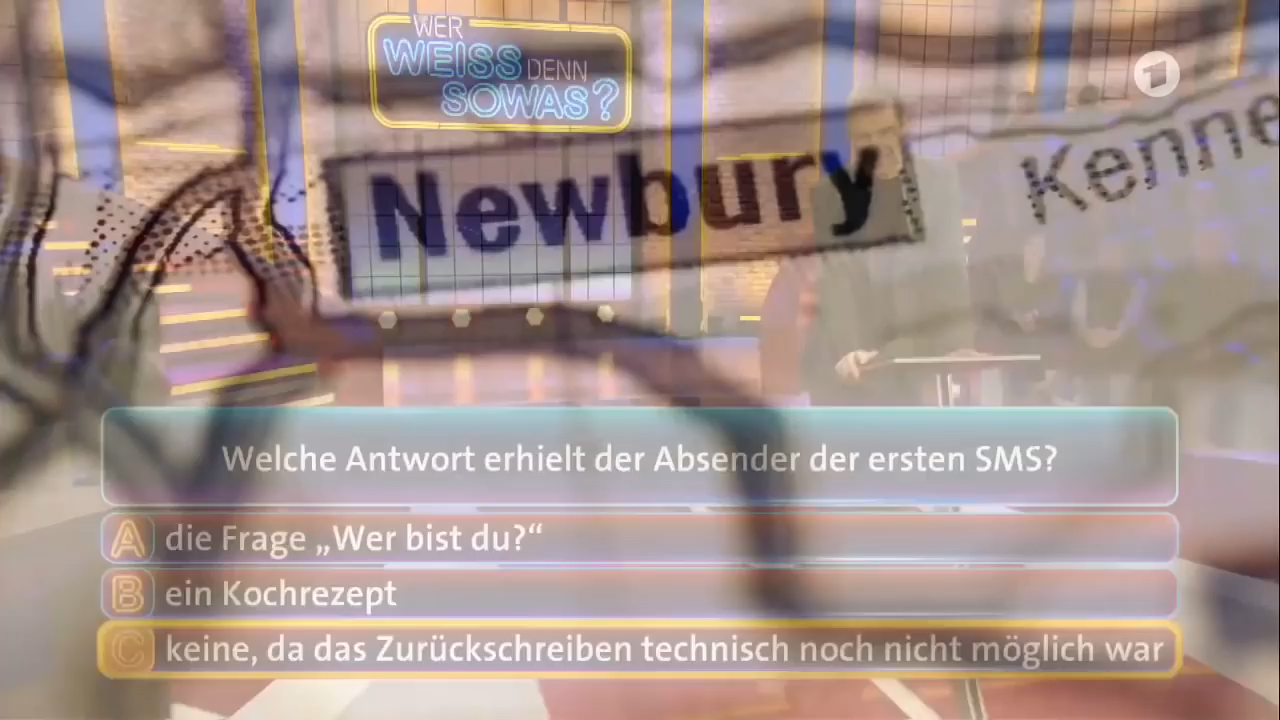 WER
WEISS DENN
SOWAS?
1
Newbury
Kenne
Welche Antwort erhielt der Absender der ersten SMS?
A die Frage „Wer bist du?“
B ein Kochrezept
C keine, da das Zurückschreiben technisch noch nicht möglich war